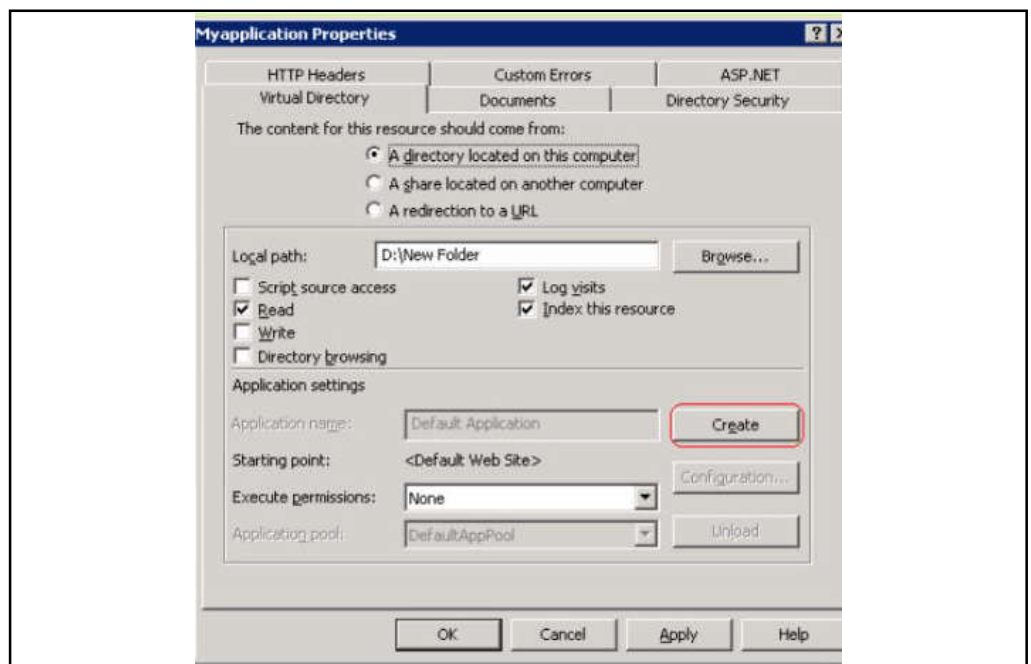 Myapplication Properties
HTTP Headers Custom Errors ASP.NET
Virtual Directory Documents Directory Security
The content for this resource should come from:
A directory located on this computer
A share located on another computer
A redirection to a URL
Local path: D:\New Folder Browse...
Script source access Log visits
Read Index this resource
Write
Directory browsing
Application settings
Application name: Default Application Create
Starting point: <Default Web Site>
Configuration...
Execute permissions: None
Application pool: DefaultAppPool Unload
OK Cancel Apply Help